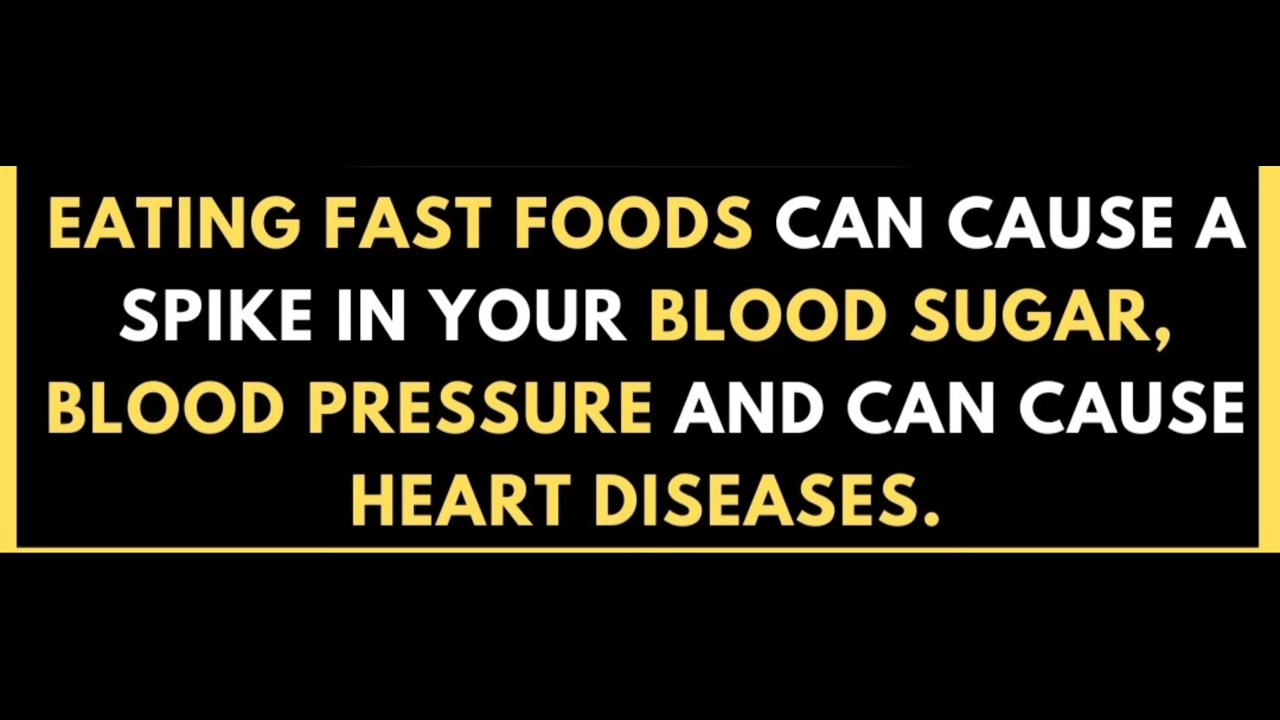 EATING FAST FOODS CAN CAUSE A
SPIKE IN YOUR BLOOD SUGAR,
BLOOD PRESSURE AND CAN CAUSE
HEART DISEASES.